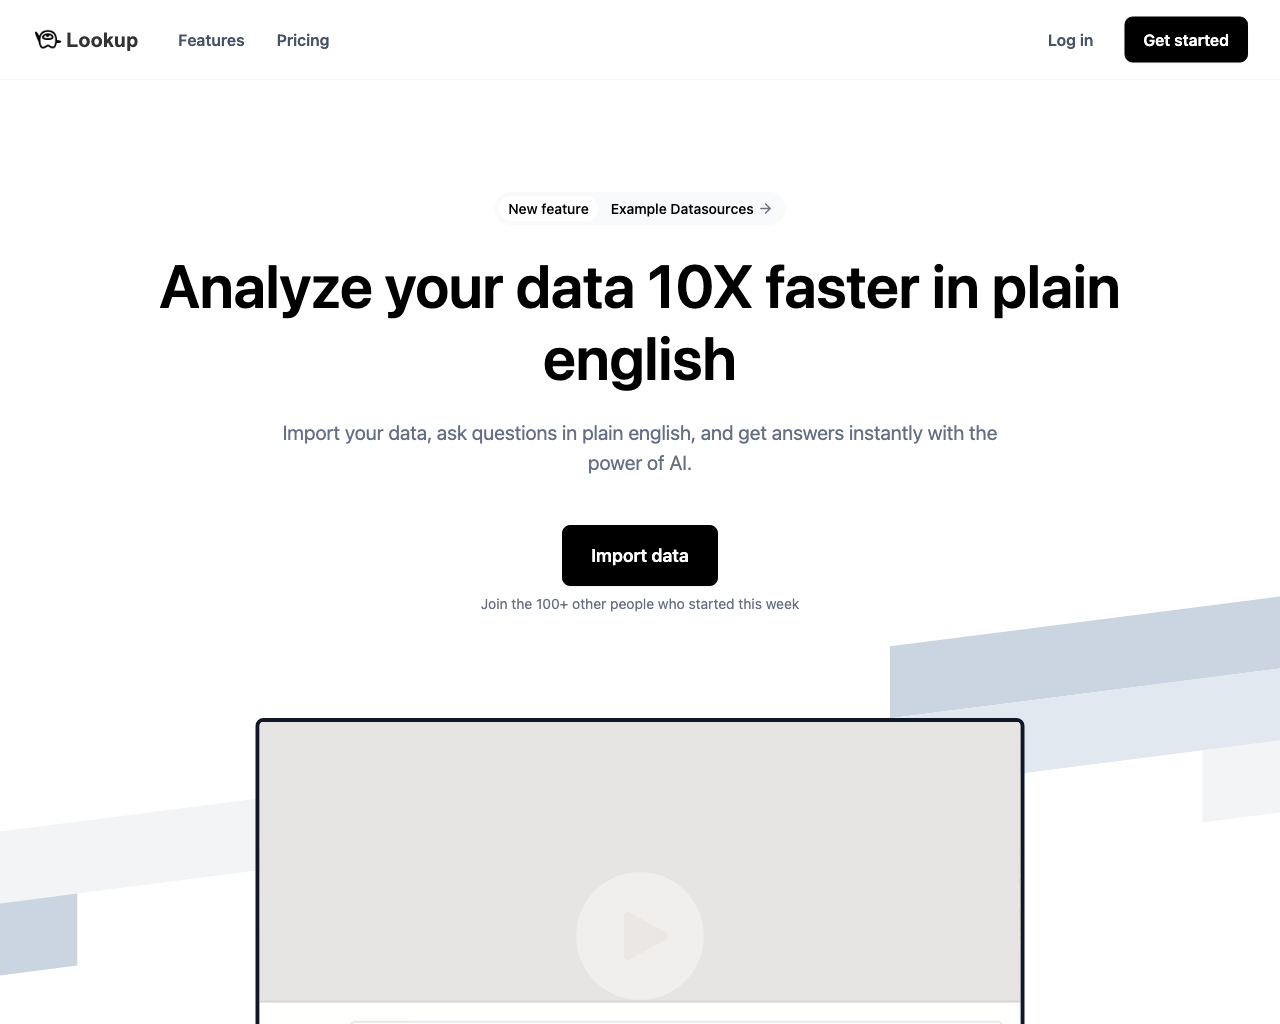 Lookup
Features
Pricing
Log in
Get started
New feature
Example Datasources →
Analyze your data 10X faster in plain
english
Import your data, ask questions in plain english, and get answers instantly with the
power of AI.
Import data
Join the 100+ other people who started this week